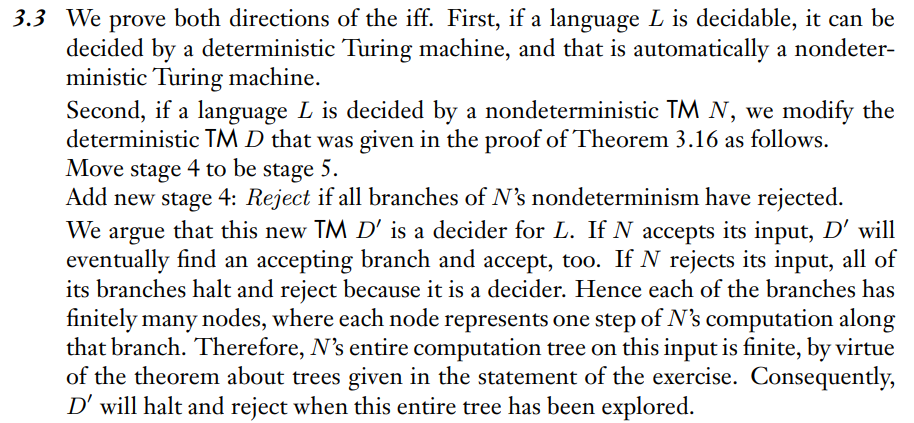 3.3 We prove both directions of the iff. First, if a language L is decidable, it can be
decided by a deterministic Turing machine, and that is automatically a nondeter-
ministic Turing machine.
Second, if a language L is decided by a nondeterministic TM N, we modify the
deterministic TM D that was given in the proof of Theorem 3.16 as follows.
Move stage 4 to be stage 5.
Add new stage 4: Reject if all branches of N’s nondeterminism have rejected.
We argue that this new TM D′ is a decider for L. If N accepts its input, D′ will
eventually find an accepting branch and accept, too. If N rejects its input, all of
its branches halt and reject because it is a decider. Hence each of the branches has
finitely many nodes, where each node represents one step of N’s computation along
that branch. Therefore, N’s entire computation tree on this input is finite, by virtue
of the theorem about trees given in the statement of the exercise. Consequently,
D′ will halt and reject when this entire tree has been explored.